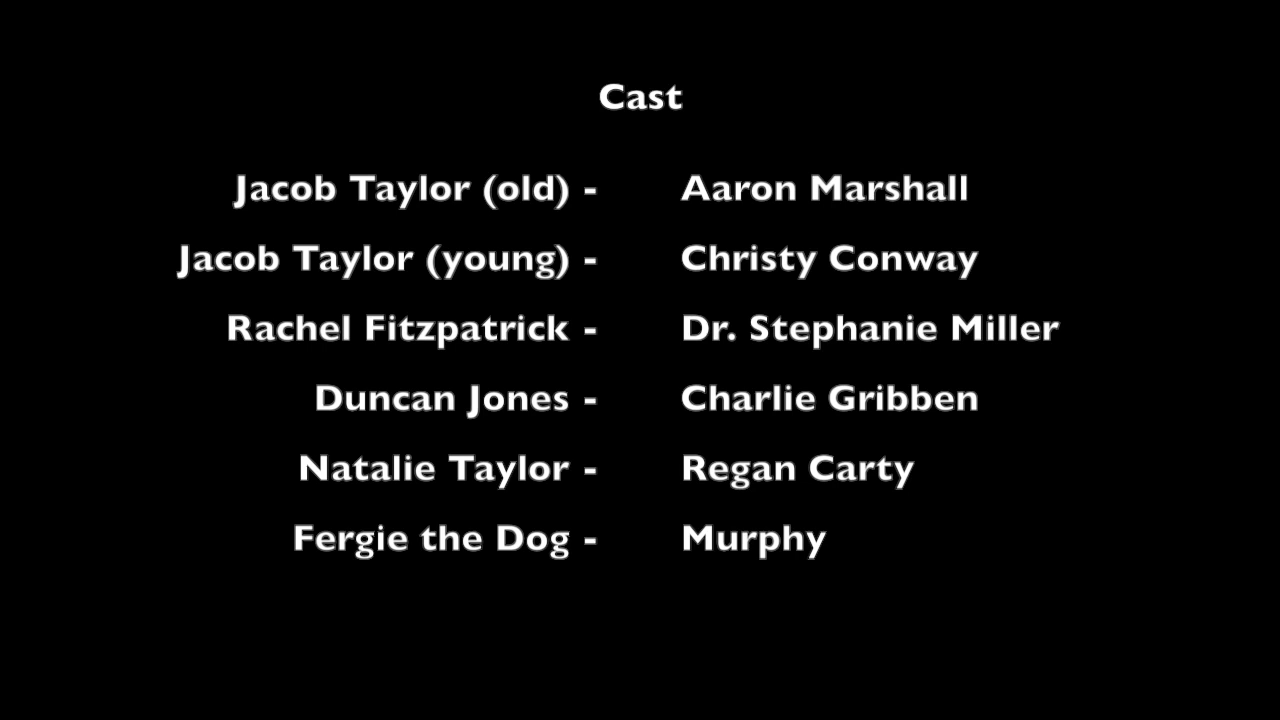 Cast
Jacob Taylor (old) - Aaron Marshall
Jacob Taylor (young) - Christy Conway
Rachel Fitzpatrick - Dr. Stephanie Miller
Duncan Jones - Charlie Gribben
Natalie Taylor - Regan Carty
Fergie the Dog - Murphy